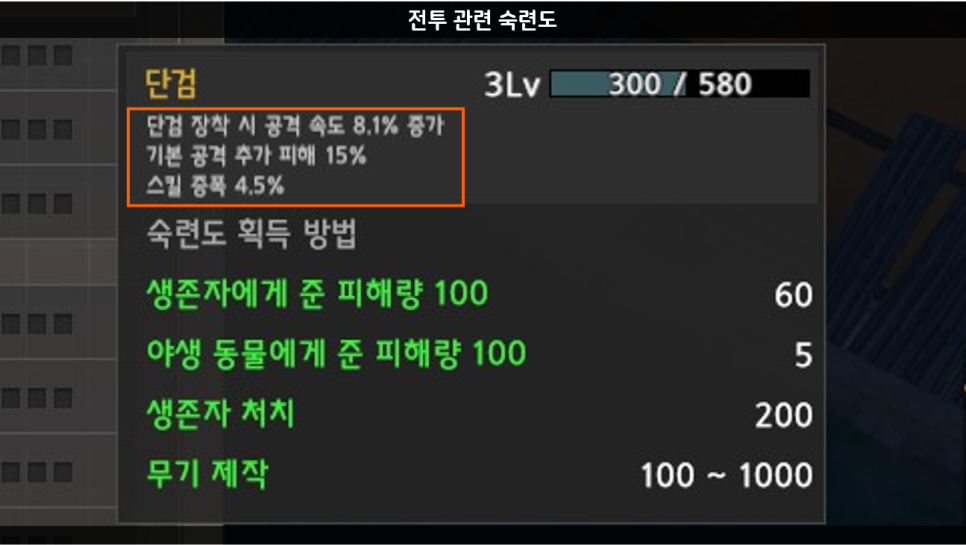 전투 관련 숙련도
단검 3Lv 300 / 580
단검 장착 시 공격 속도 8.1% 증가
기본 공격 추가 피해 15%
스킬 증폭 4.5%
숙련도 획득 방법
생존자에게 준 피해량 100 60
야생 동물에게 준 피해량 100 5
생존자 처치 200
무기 제작 100 ~ 1000